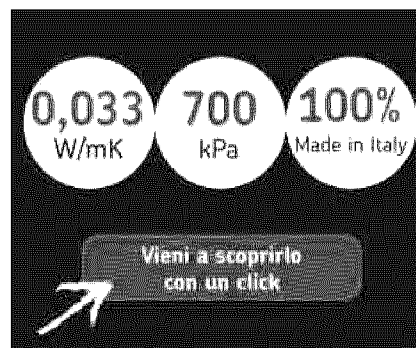 0,033
W/mK
700
kPa
100%
Made in Italy
Vieni a scoprirlo
con un click